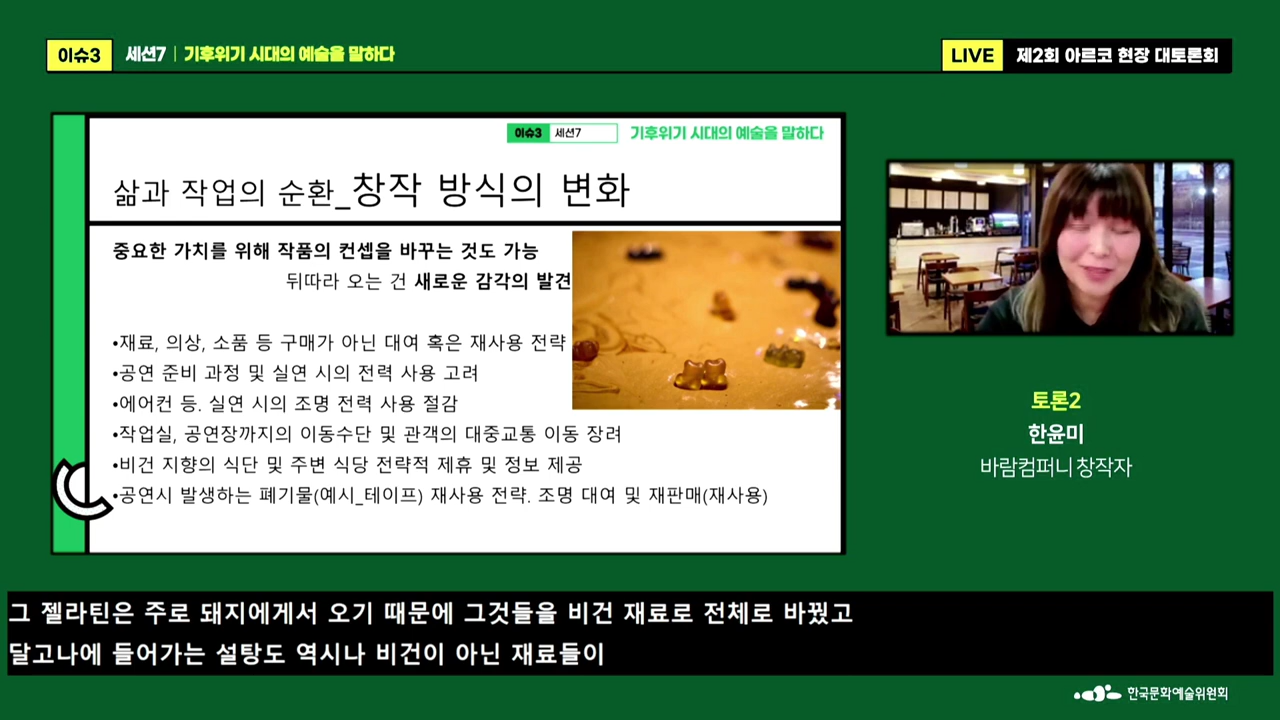 이슈3 세션7 | 기후위기 시대의 예술을 말하다
LIVE 제2회 아르코 현장 대토론회
이슈3 세션7 기후위기 시대의 예술을 말하다
삶과 작업의 순환_창작 방식의 변화
중요한 가치를 위해 작품의 컨셉을 바꾸는 것도 가능
뒤따라 오는 건 새로운 감각의 발견
•재료, 의상, 소품 등 구매가 아닌 대여 혹은 재사용 전략
•공연 준비 과정 및 실연 시의 전력 사용 고려
•에어컨 등. 실연 시의 조명 전력 사용 절감
•작업실, 공연장까지의 이동수단 및 관객의 대중교통 이동 장려
•비건 지향의 식단 및 주변 식당 전략적 제휴 및 정보 제공
•공연시 발생하는 폐기물(예시_테이프) 재사용 전략. 조명 대여 및 재판매(재사용)
토론2
한윤미
바람컴퍼니 창작자
그 젤라틴은 주로 돼지에게서 오기 때문에 그것들을 비건 재료로 전체로 바꿨고
달고나에 들어가는 설탕도 역시나 비건이 아닌 재료들이
한국문화예술위원회